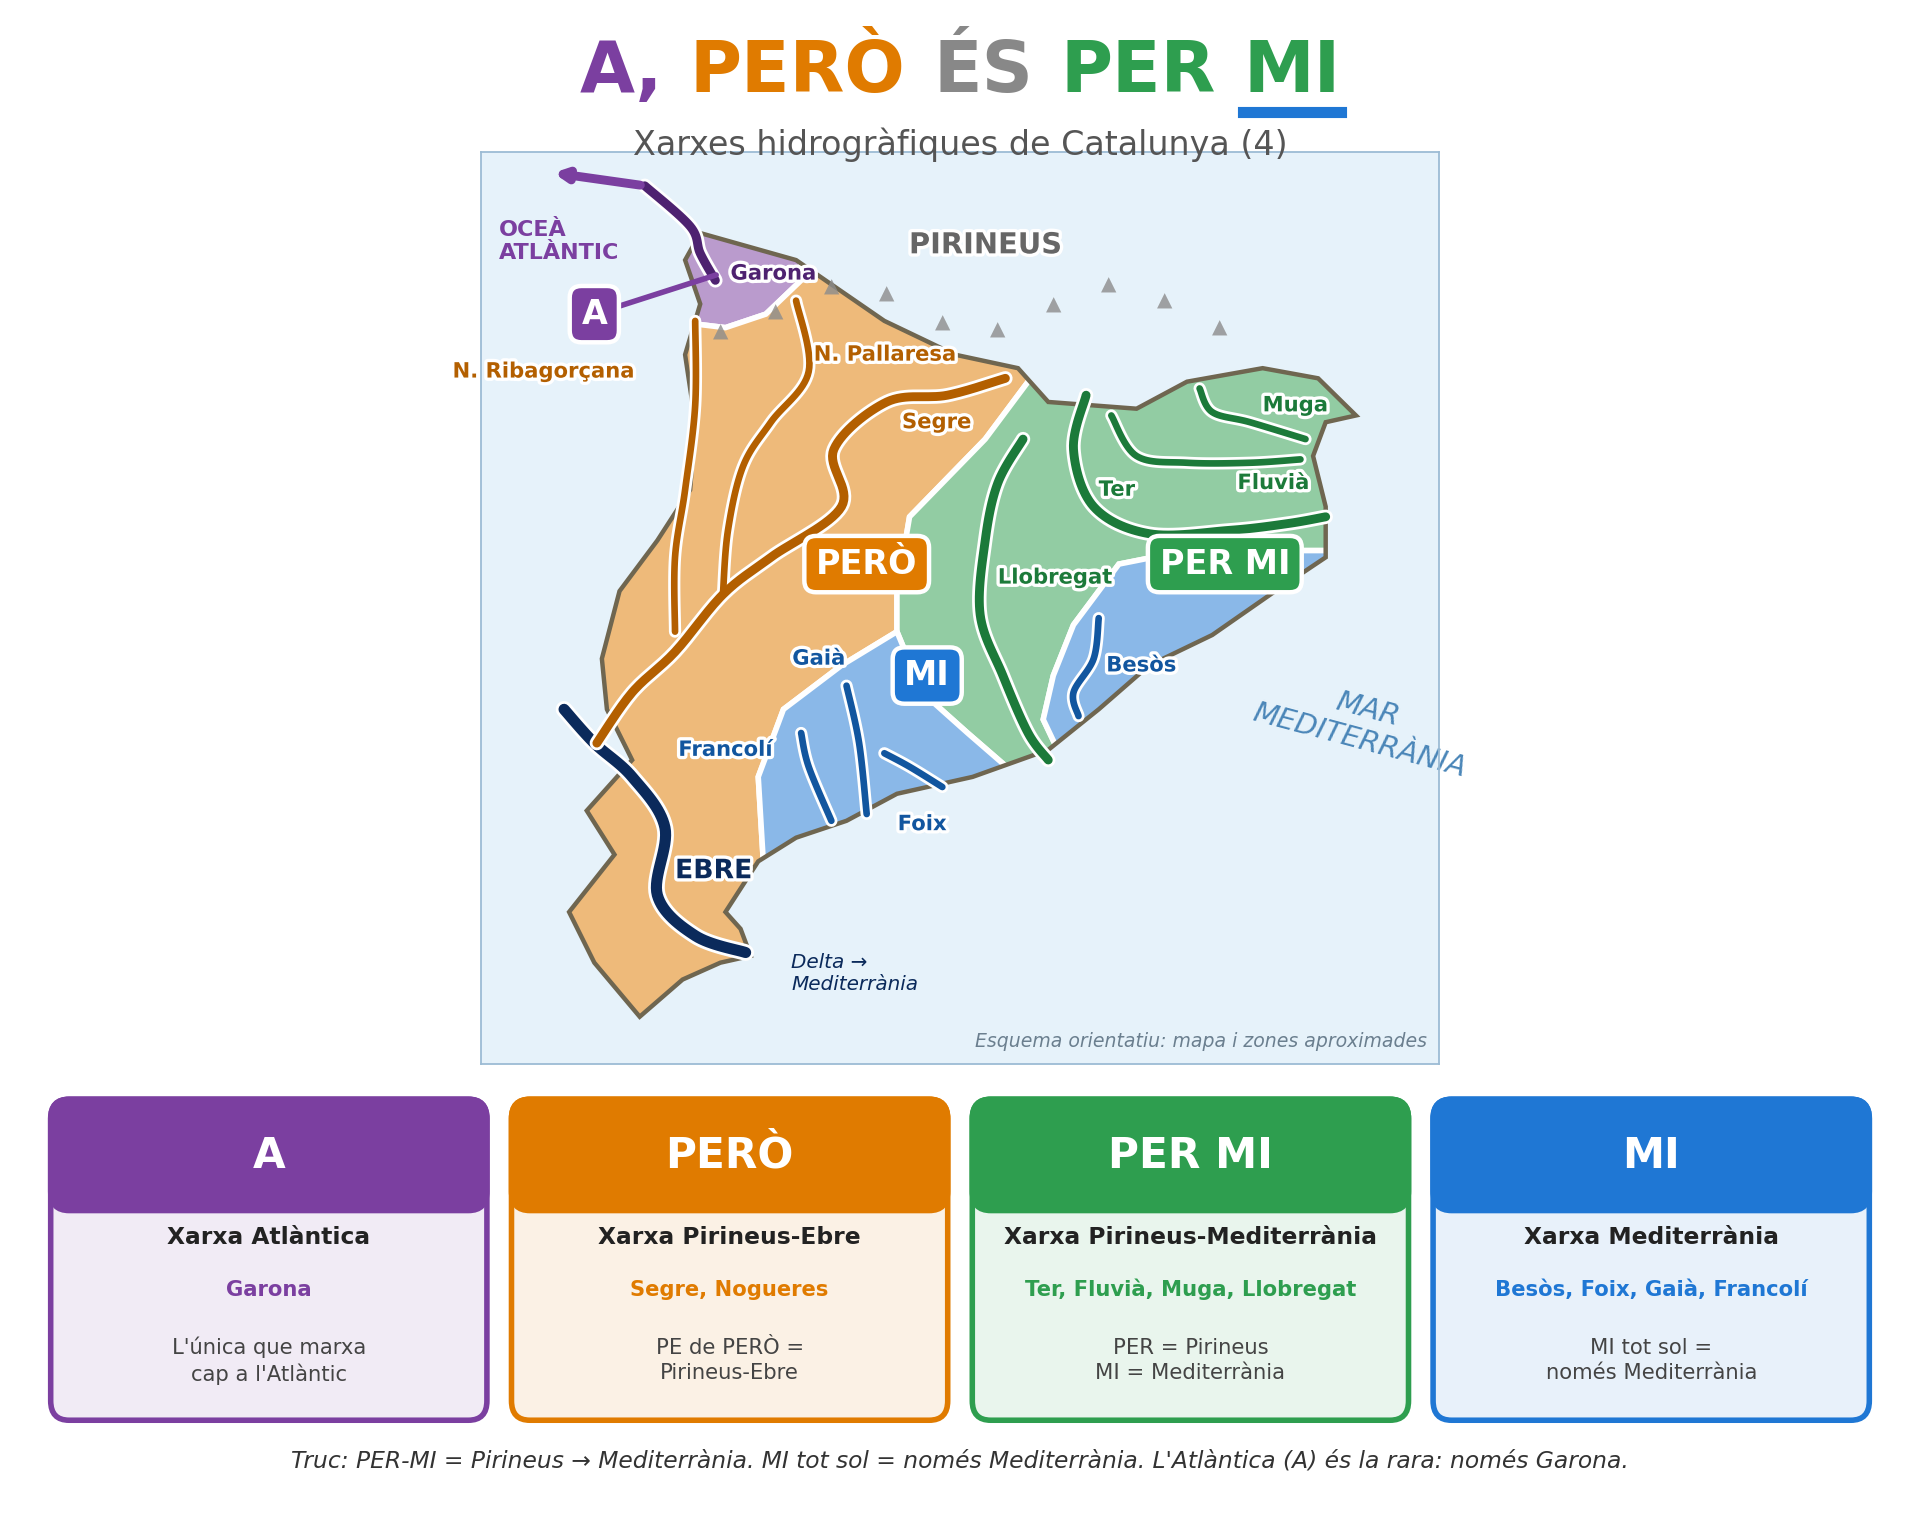 A, PERÒ ÉS PER MI
Xarxes hidrogràfiques de Catalunya (4)
OCEÀ
ATLÀNTIC
PIRINEUS
Garona
A
N. Pallaresa
N. Ribagorçana
Muga
Segre
Fluvià
Ter
PERÒ
PER MI
Llobregat
Gaià
MI
Besòs
MAR
MEDITERRÀNIA
Francolí
Foix
EBRE
Delta →
Mediterrània
Esquema orientatiu: mapa i zones aproximades
A
Xarxa Atlàntica
Garona
L'única que marxa
cap a l'Atlàntic
PERÒ
Xarxa Pirineus-Ebre
Segre, Nogueres
PE de PERÒ =
Pirineus-Ebre
PER MI
Xarxa Pirineus-Mediterrània
Ter, Fluvià, Muga, Llobregat
PER = Pirineus
MI = Mediterrània
MI
Xarxa Mediterrània
Besòs, Foix, Gaià, Francolí
MI tot sol =
només Mediterrània
Truc: PER-MI = Pirineus → Mediterrània. MI tot sol = només Mediterrània. L'Atlàntica (A) és la rara: només Garona.